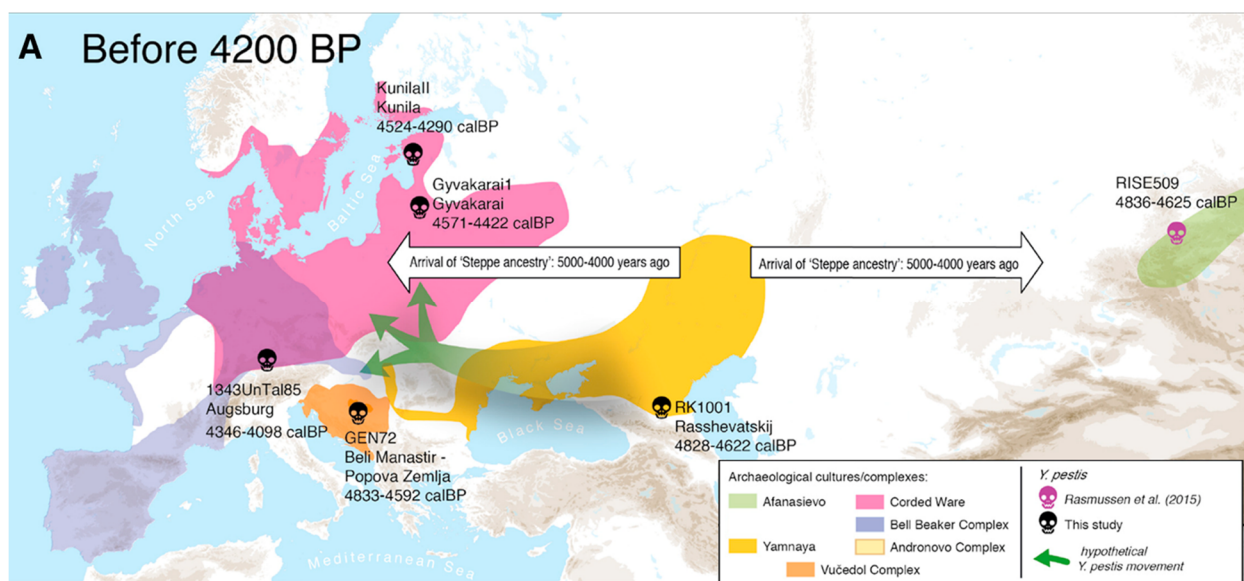 A Before 4200 BP
KunilaII
Kunila
4524-4290 calBP
Gyvakarai1
Gyvakarai
4571-4422 calBP
RISE509
4836-4625 calBP
North Sea
Baltic Sea
Arrival of 'Steppe ancestry': 5000-4000 years ago
Arrival of 'Steppe ancestry': 5000-4000 years ago
1343UnTal85
Augsburg
4346-4098 calBP
GEN72
Beli Manastir -
Popova Zemlja
4833-4592 calBP
RK1001
Rasshevatskij
4828-4622 calBP
Black Sea
Mediterranean Sea
Archaeological cultures/complexes:
Afanasievo
Corded Ware
Bell Beaker Complex
Yamnaya
Andronovo Complex
Vučedol Complex
Y. pestis
Rasmussen et al. (2015)
This study
hypothetical
Y. pestis movement